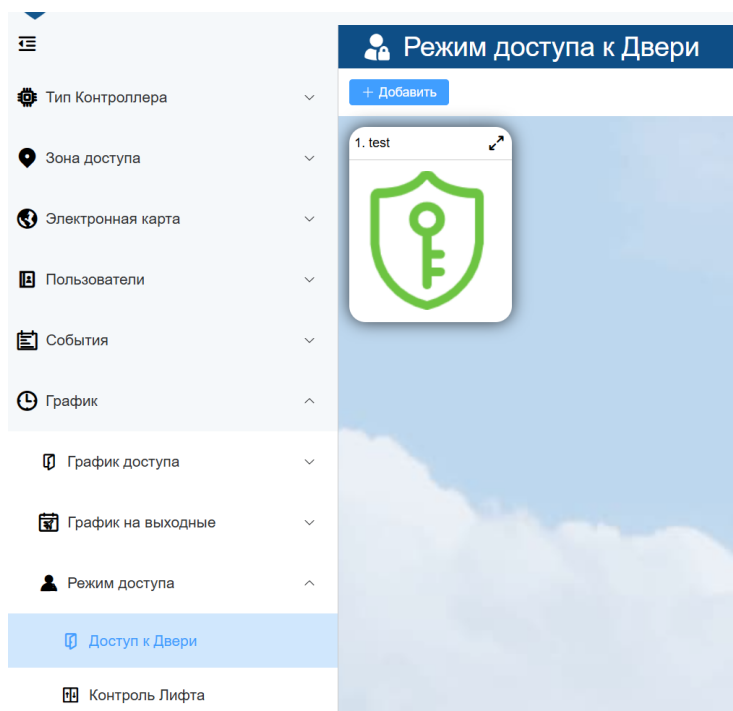 Режим доступа к Двери
Добавить
1. test
Тип Контроллера
Зона доступа
Электронная карта
Пользователи
События
График
График доступа
График на выходные
Режим доступа
Доступ к Двери
Контроль Лифта